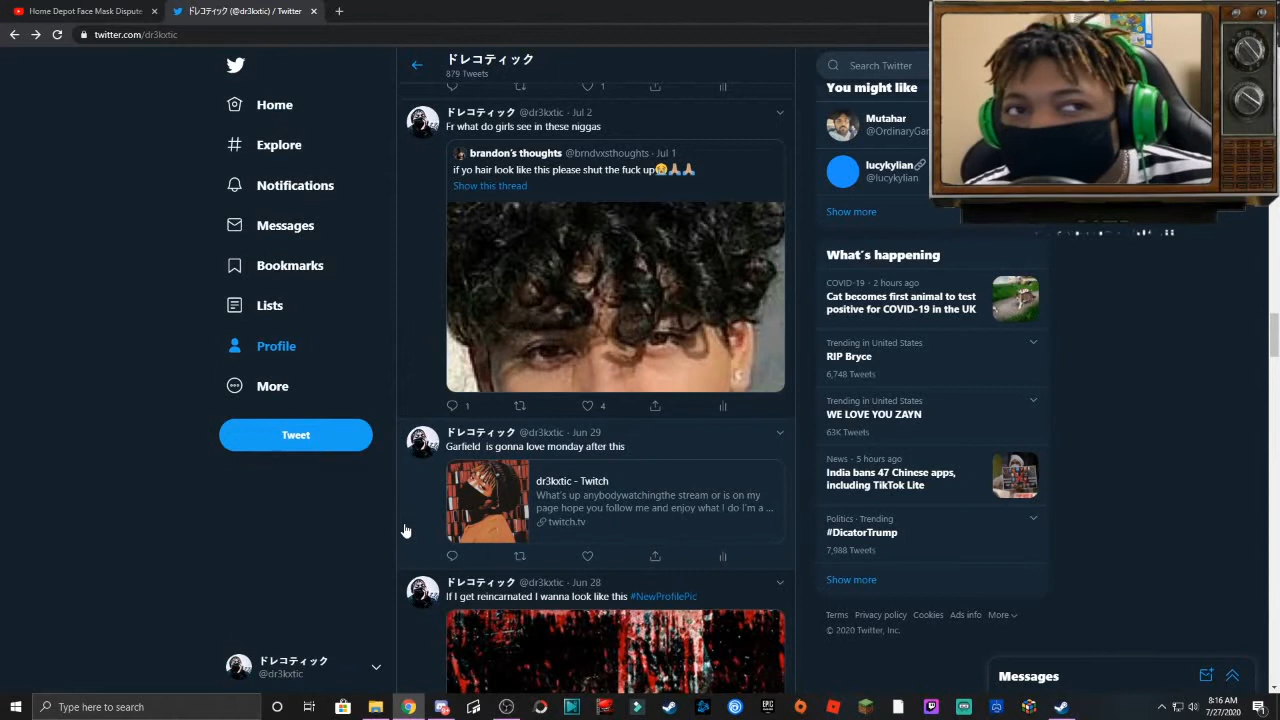 Home Depot Face Mask Dispute
ドレコティック (@dr3kxtic) / Twitter
twitter.com/dr3kxtic
Home
Explore
Notifications
Messages
Bookmarks
Lists
Profile
More
Tweet
ドレコティック
@dr3kxtic
ドレコティック
879 Tweets
1
ドレコティック @dr3kxtic · Jul 2
Fr what do girls see in these niggas
brandon's thoughts @brndvxsthoughts · Jul 1
if yo hair look like this please shut the fuck up😢🙏🏽🙏🏽
Show this thread
1
4
ドレコティック @dr3kxtic · Jun 29
Garfield is gonna love monday after this
dr3kxtic - Twitch
What's up anybodywatchingthe stream or is on my
page hope you follow me and enjoy what ! do I'm a ...
twitch.tv
ドレコティック @dr3kxtic · Jun 28
If I get reincarnated I wanna look like this #NewProfilePic
Search Twitter
You might like
Mutahar
@OrdinaryGar
lucykylian
@lucykylian
Show more
What's happening
COVID-19 · 2 hours ago
Cat becomes first animal to test
positive for COVID-19 in the UK
Trending in United States
RIP Bryce
6,748 Tweets
Trending in United States
WE LOVE YOU ZAYN
63K Tweets
News · 5 hours ago
India bans 47 Chinese apps,
including TikTok Lite
Politics · Trending
#DicatorTrump
7,988 Tweets
Show more
Terms Privacy policy Cookies Ads info More
© 2020 Twitter, Inc.
Messages
Type here to search
8:16 AM
7/27/2020